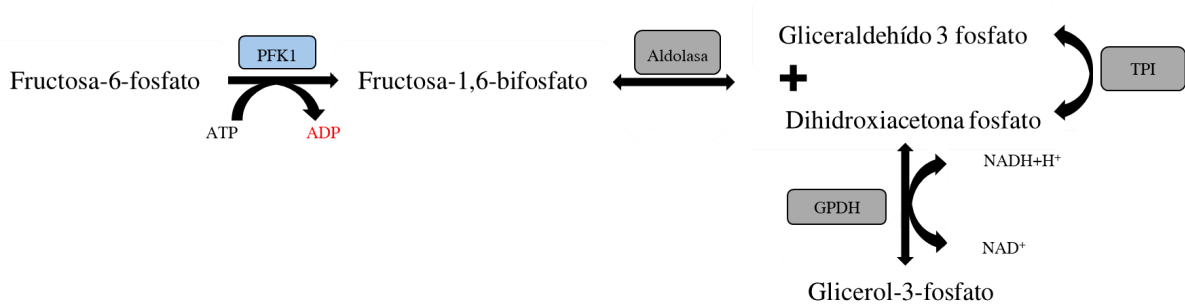 PFK1
Fructosa-6-fosfato
ATP
ADP
Fructosa-1,6-bifosfato
Aldolasa
Gliceraldehído 3 fosfato
+
Dihidroxiacetona fosfato
TPI
GPDH
NADH+H⁺
NAD⁺
Glicerol-3-fosfato